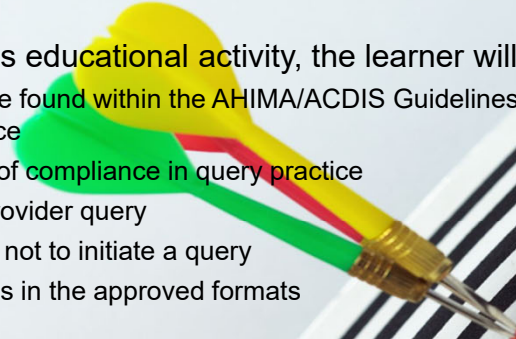 s educational activity, the learner will
e found within the AHIMA/ACDIS Guidelines
ce
of compliance in query practice
rovider query
not to initiate a query
s in the approved formats